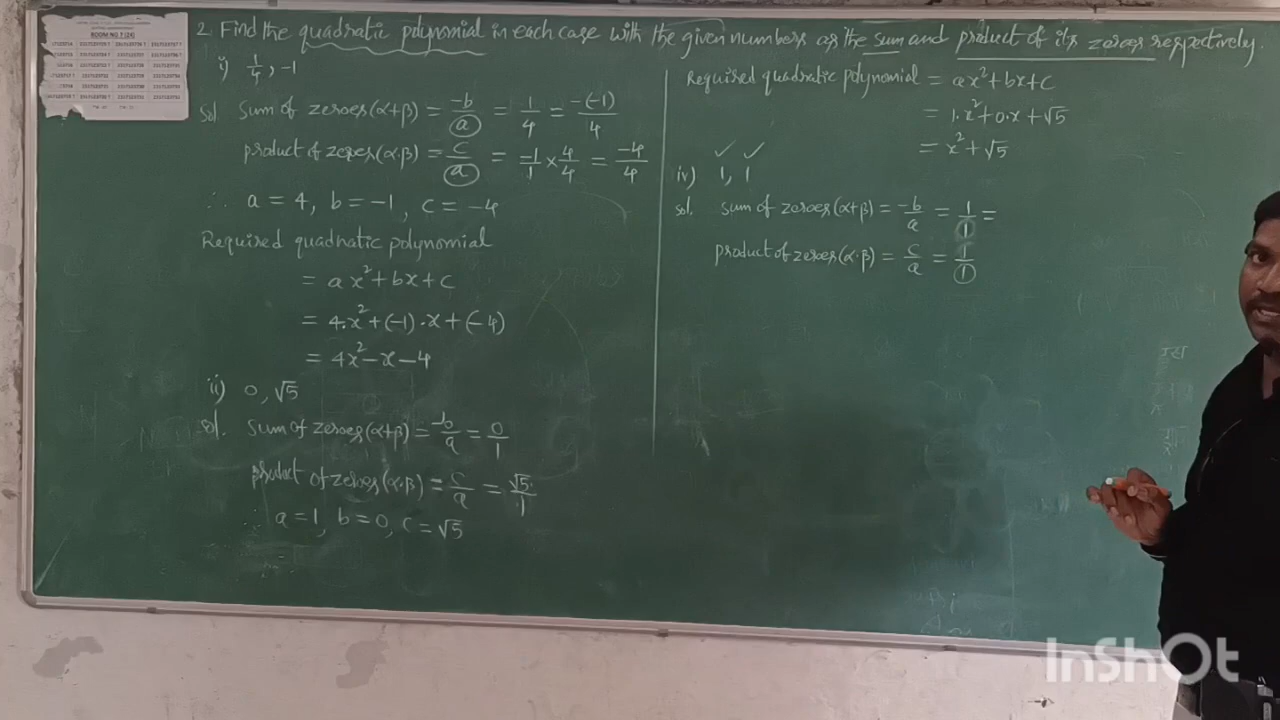 ROOM NO.7 (24)
2. Find the quadratic polynomial in each case with the given numbers as the sum and product of its zeroes respectively.
i) 1/4, -1
Sol Sum of zeroes(α+β) = -b/a = 1/4 = -(-1)/4
product of zeroes(α.β) = c/a = -1/1 × 4/4 = -4/4
∴ a = 4, b = -1, c = -4
Required quadratic polynomial
= ax²+bx+c
= 4.x²+(-1).x+(-4)
= 4x²-x-4
ii) 0, √5
Sol. Sum of zeroes(α+β) = -b/a = 0/1
product of zeroes(α.β) = c/a = √5/1
∴ a=1, b=0, c=√5
Required quadratic polynomial = ax²+bx+c
= 1.x²+0.x+√5
= x²+√5
iv) 1, 1
Sol. Sum of zeroes(α+β) = -b/a = 1/1 =
product of zeroes(α.β) = c/a = 1/1
InShOt